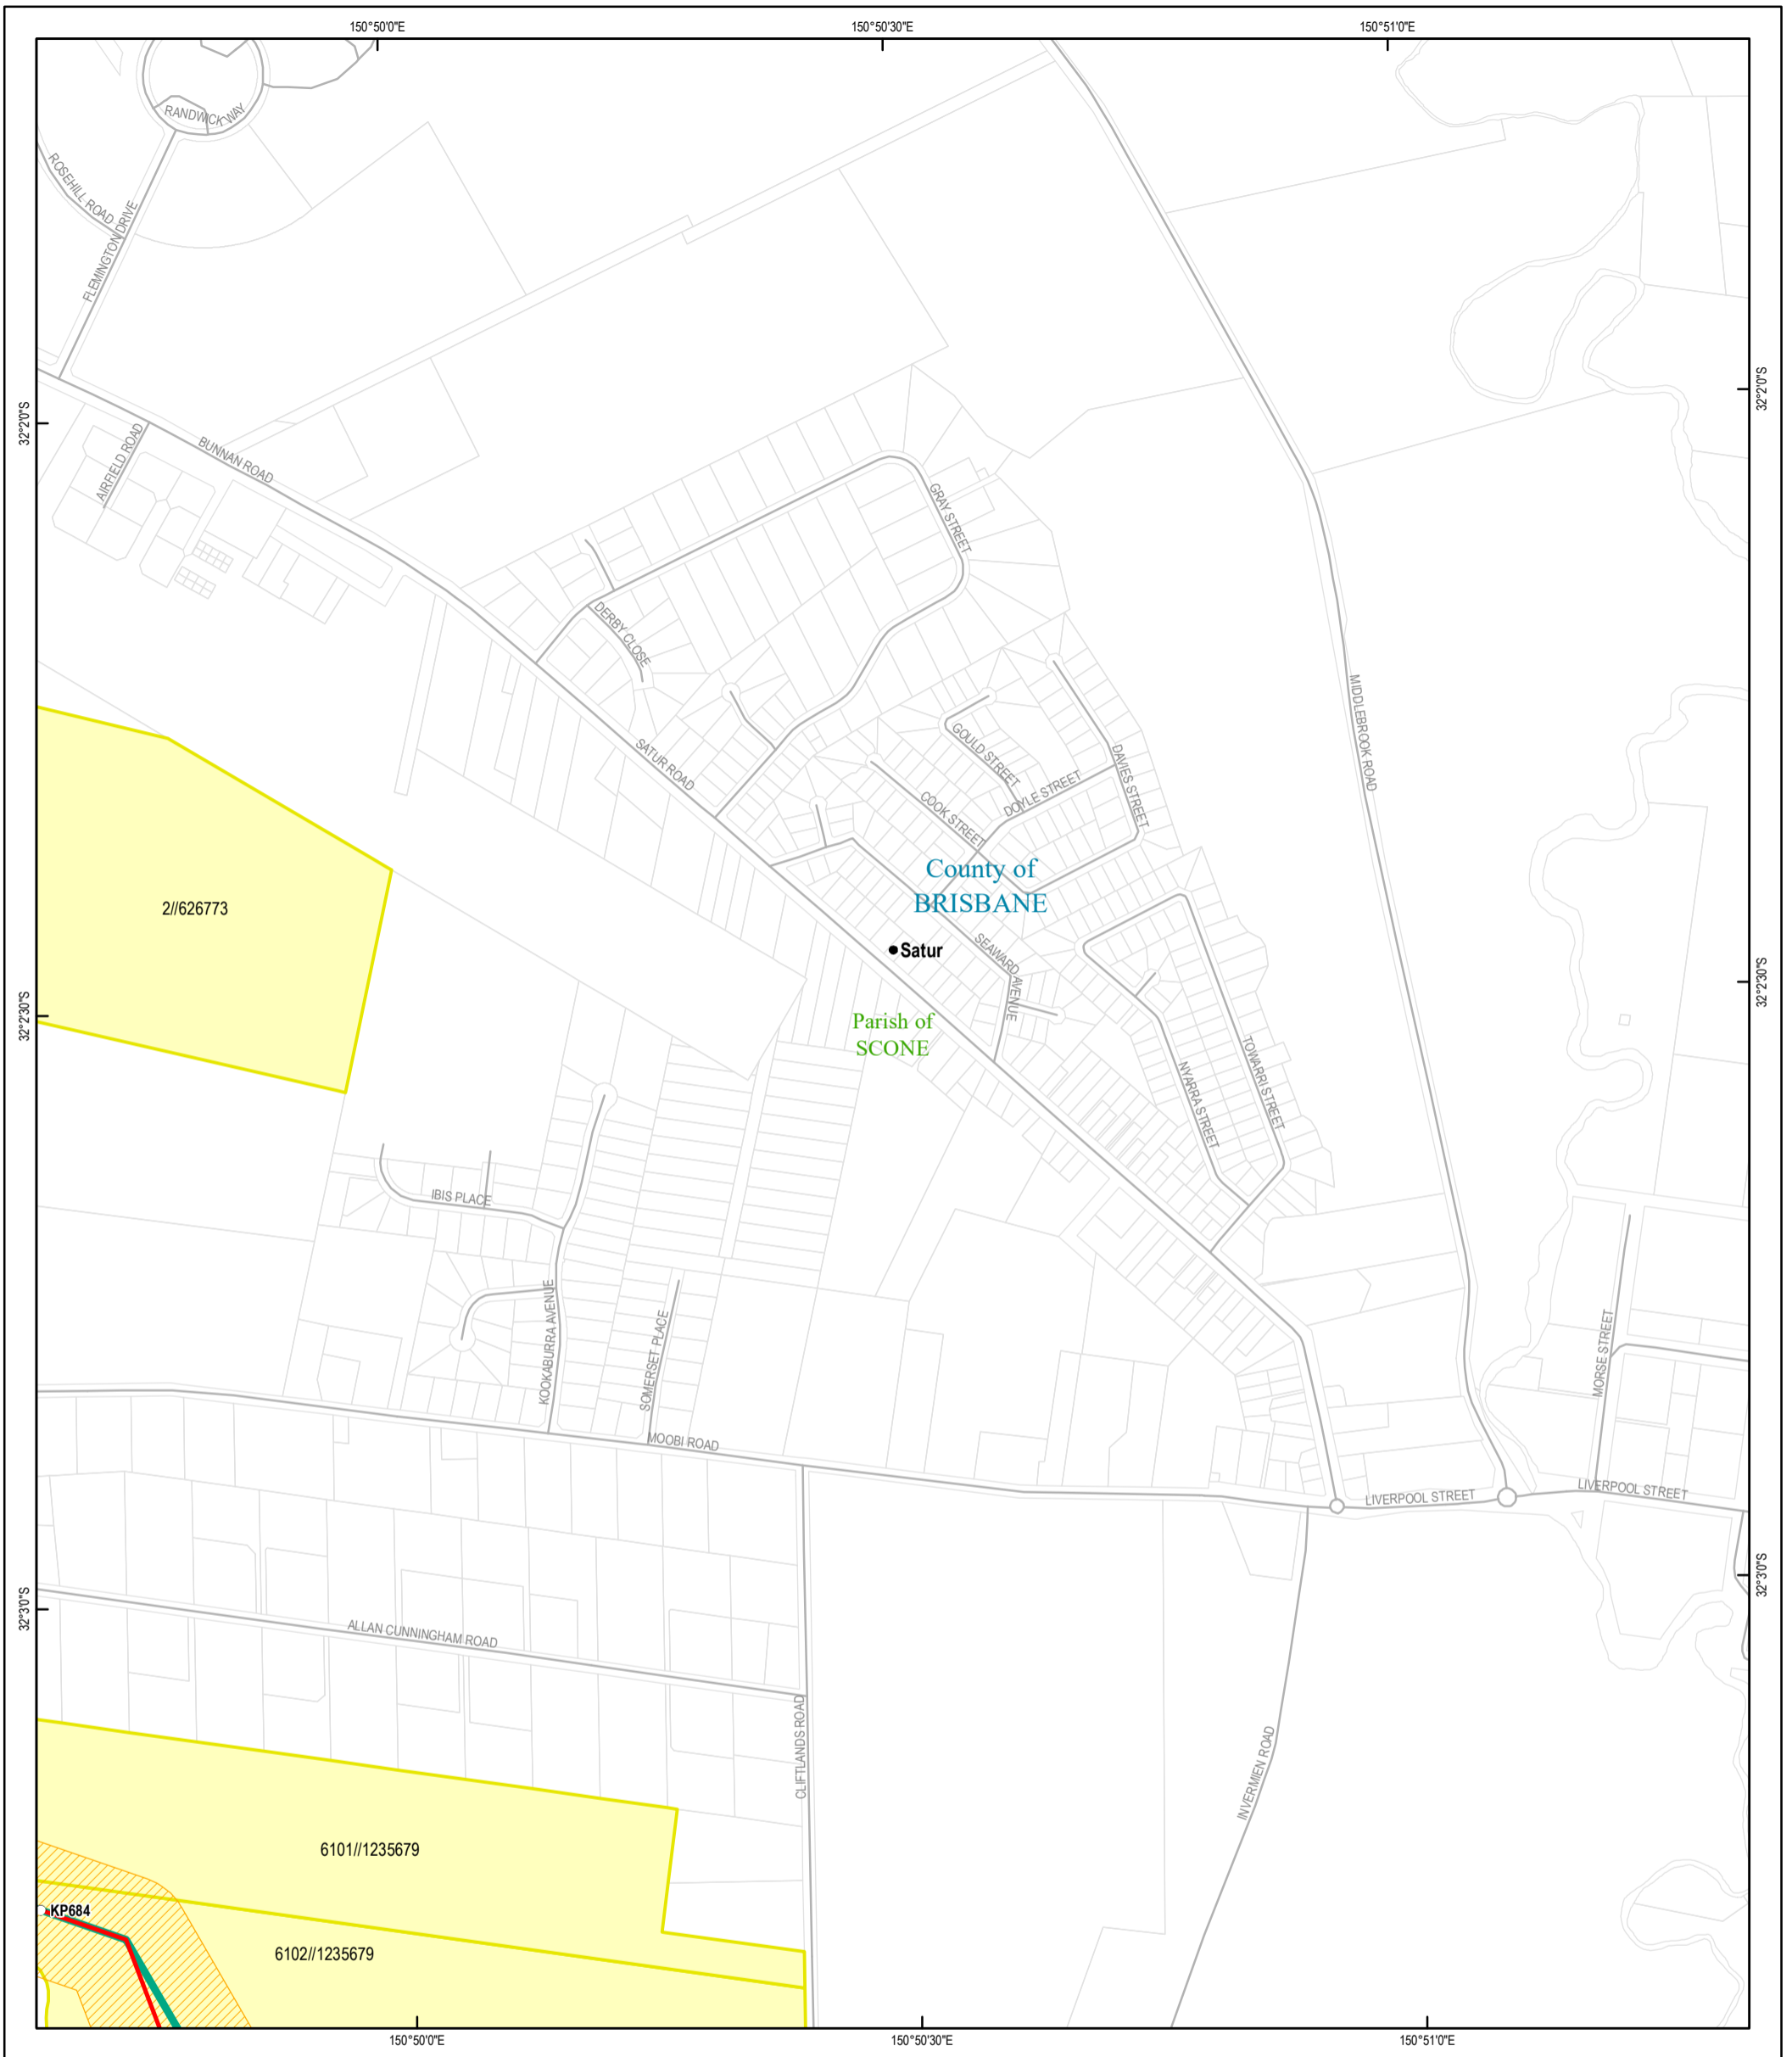 150°50'0"E
150°50'30"E
150°51'0"E
RANDWICK WAY
ROSEHILL ROAD
FLEMINGTON DRIVE
32°2'0"S
32°2'0"S
AIRFIELD ROAD
BUNNAN ROAD
GRAY STREET
DERBY CLOSE
SATUR ROAD
GOULD STREET
DAVIES STREET
MIDDLEBROOK ROAD
COOK STREET
DOYLE STREET
County of
BRISBANE
2//626773
Satur
SEAWARD AVENUE
32°2'30"S
32°2'30"S
Parish of
SCONE
TOWARRI STREET
NYARRA STREET
IBIS PLACE
KOOKABURRA AVENUE
SOMERSET PLACE
MORSE STREET
MOOBI ROAD
LIVERPOOL STREET
LIVERPOOL STREET
32°3'0"S
32°3'0"S
ALLAN CUNNINGHAM ROAD
CLIFTLANDS ROAD
INVERMIEN ROAD
6101//1235679
KP684
6102//1235679
150°50'0"E
150°50'30"E
150°51'0"E